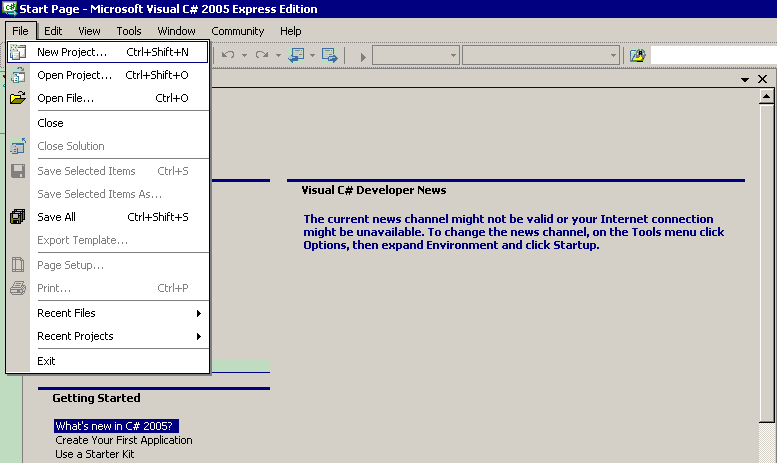 Start Page - Microsoft Visual C# 2005 Express Edition
File Edit View Tools Window Community Help
New Project... Ctrl+Shift+N
Open Project... Ctrl+Shift+O
Open File... Ctrl+O
Close
Close Solution
Save Selected Items Ctrl+S
Save Selected Items As...
Save All Ctrl+Shift+S
Export Template...
Page Setup...
Print... Ctrl+P
Recent Files
Recent Projects
Exit
Visual C# Developer News
The current news channel might not be valid or your Internet connection
might be unavailable. To change the news channel, on the Tools menu click
Options, then expand Environment and click Startup.
Getting Started
What's new in C# 2005?
Create Your First Application
Use a Starter Kit